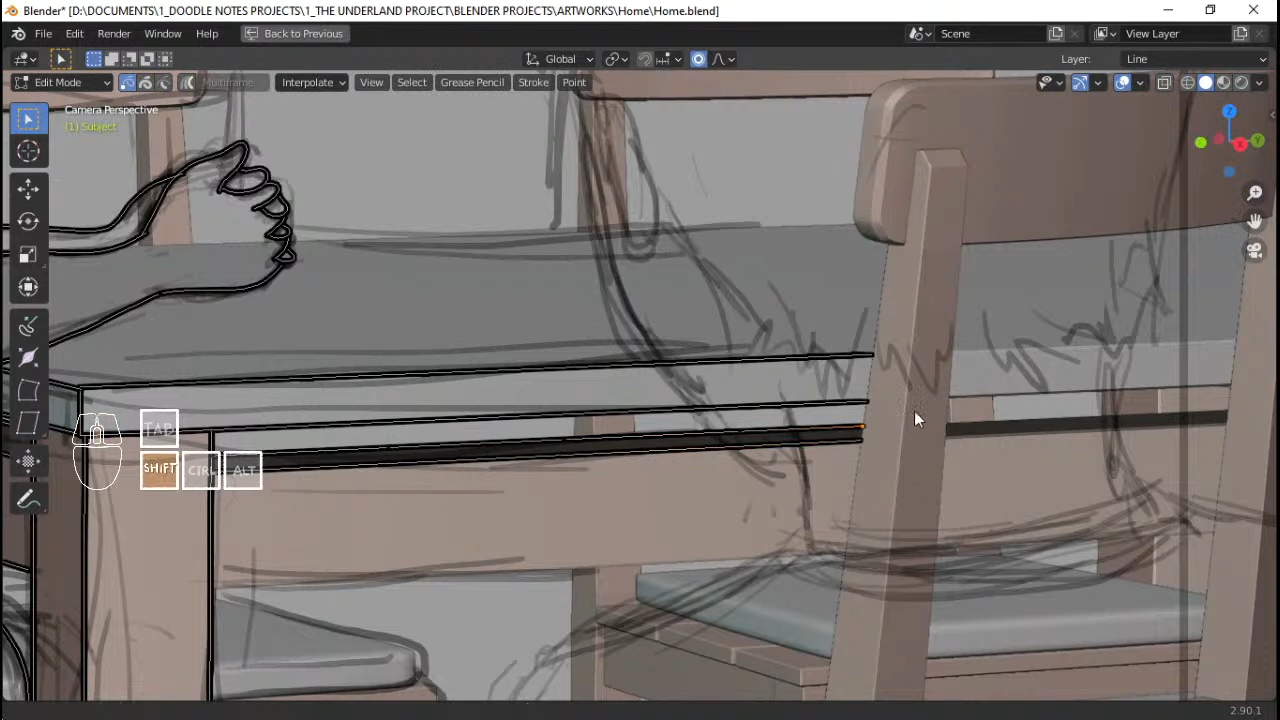 Blender* [D:\DOCUMENTS\1_DOODLE NOTES PROJECTS\1_THE UNDERLAND PROJECT\BLENDER PROJECTS\ARTWORKS\Home\Home.blend]
File Edit Render Window Help Back to Previous Scene View Layer
Global Layer: Line
Edit Mode Multiframe Interpolate View Select Grease Pencil Stroke Point
Camera Perspective
(1) Subject
Z
X
Y
TAB
SHIFT CTRL ALT
2.90.1